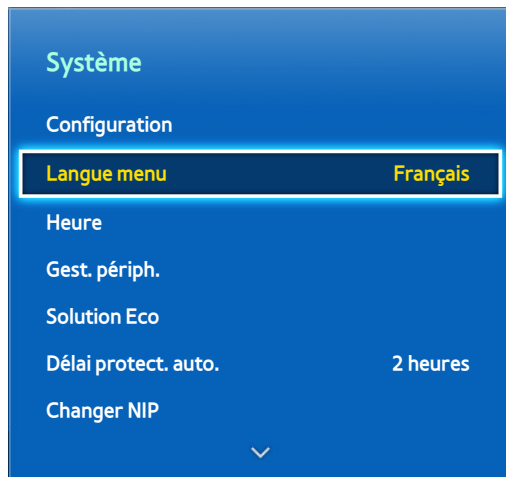 Système
Configuration
Langue menu Français
Heure
Gest. périph.
Solution Eco
Délai protect. auto. 2 heures
Changer NIP